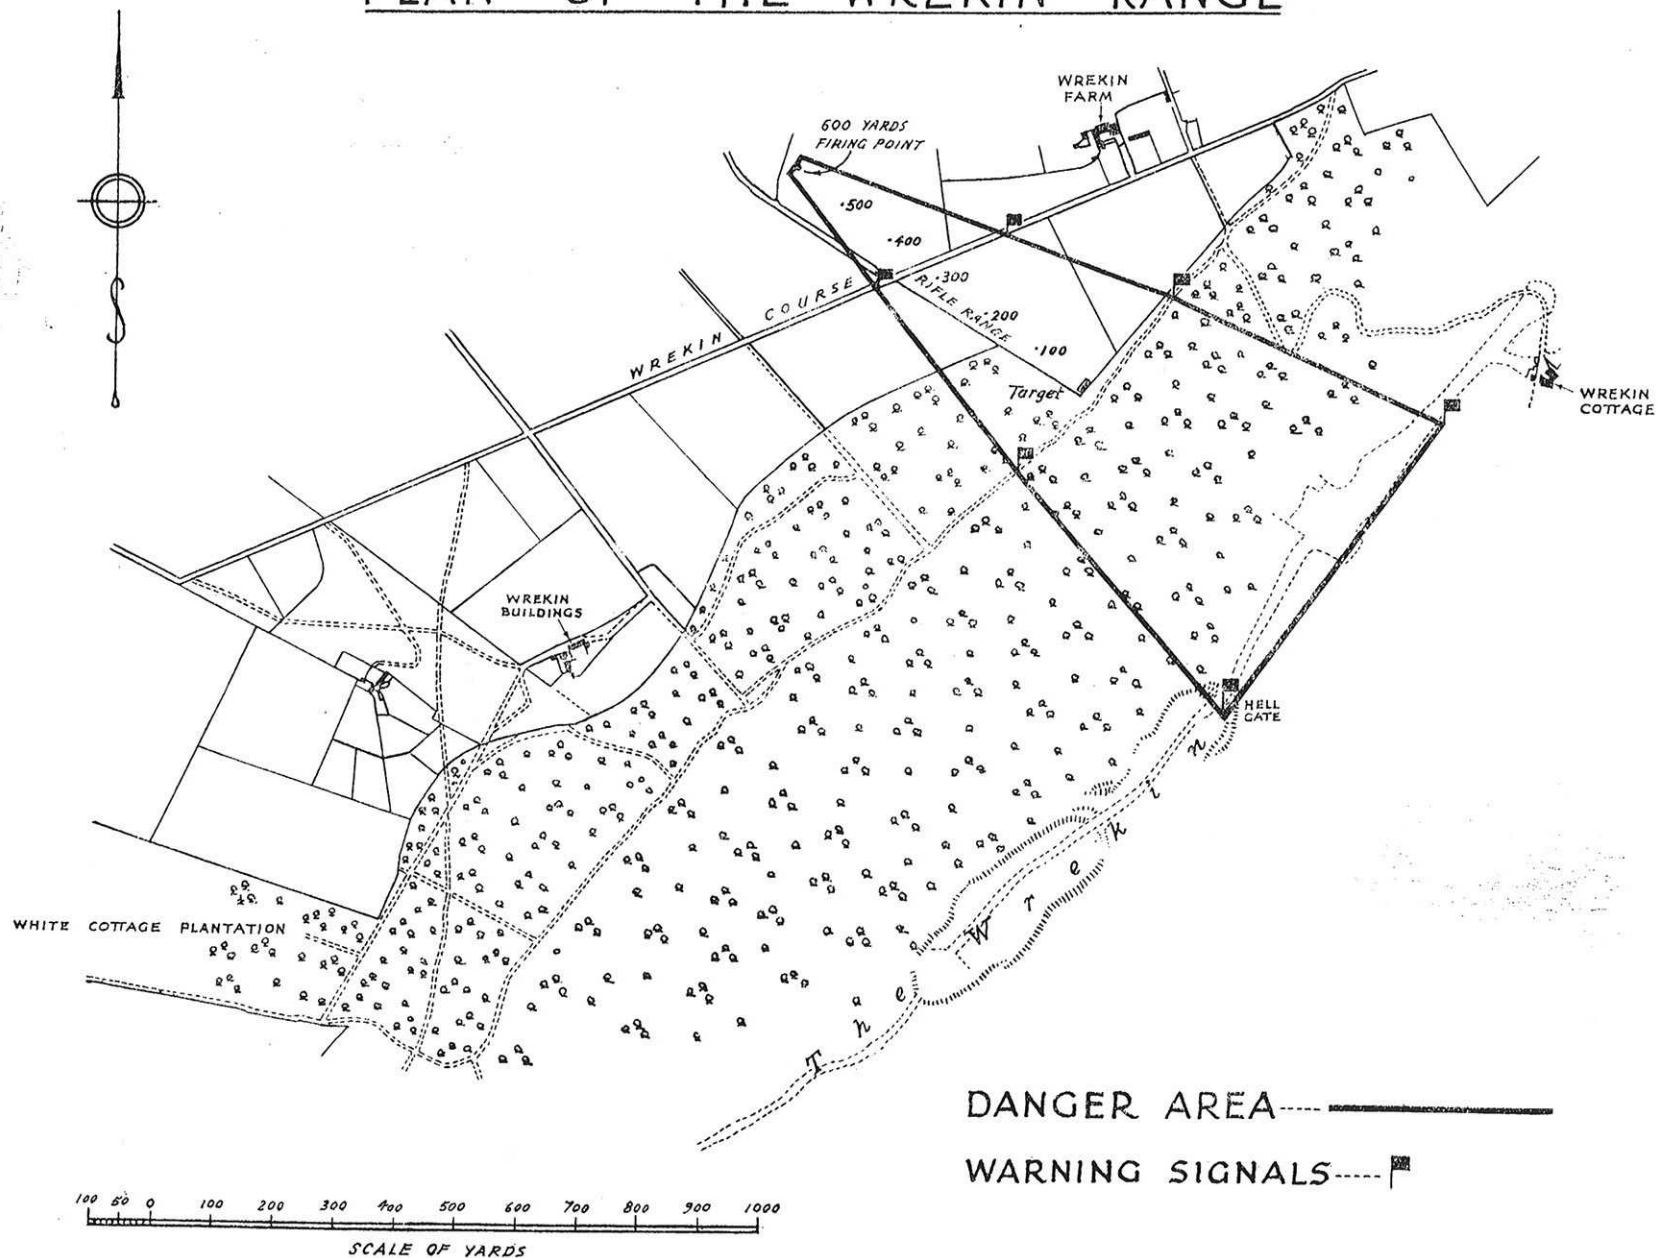 PLAN OF THE WREKIN RANGE
WREKIN
FARM
600 YARDS
FIRING POINT
.500
.400
.300
RIFLE RANGE
.200
.100
Target
WREKIN COURSE
WREKIN
COTTAGE
WREKIN
BUILDINGS
HELL
GATE
WHITE COTTAGE PLANTATION
The Wrekin
DANGER AREA
WARNING SIGNALS
100 50 0 100 200 300 400 500 600 700 800 900 1000
SCALE OF YARDS